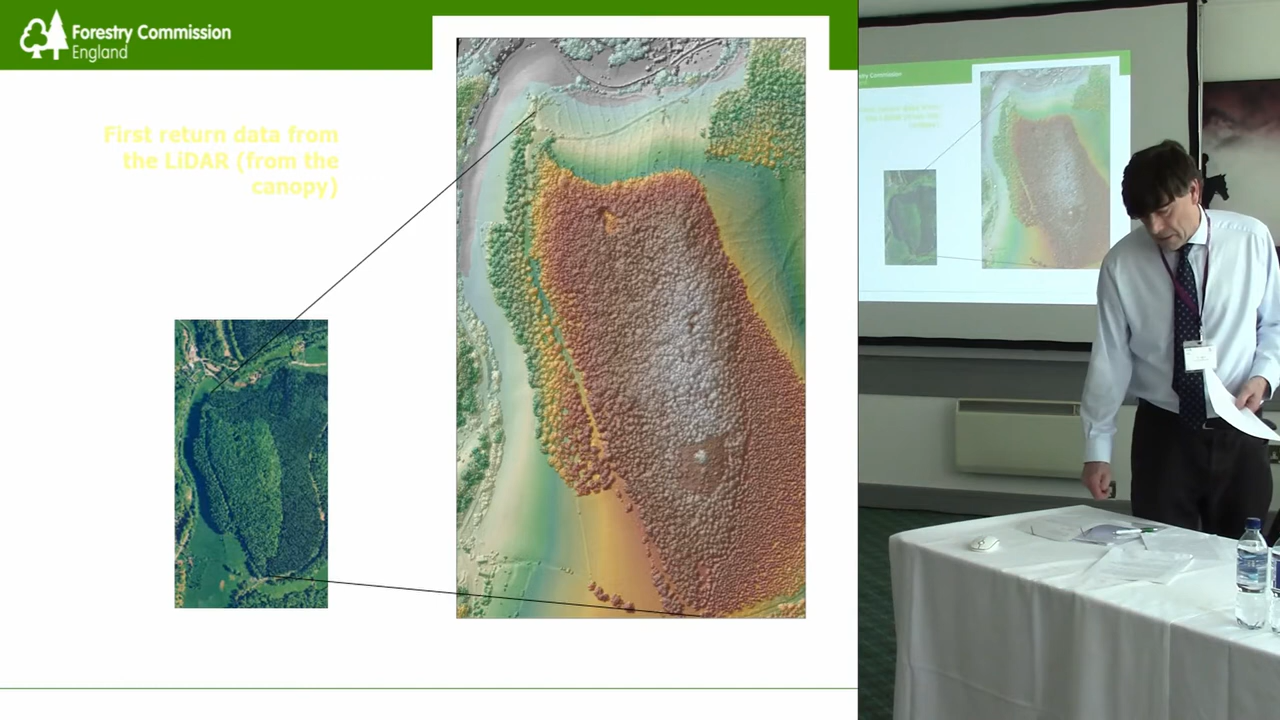 Forestry Commission
England
First return data from
the LiDAR (from the
canopy)